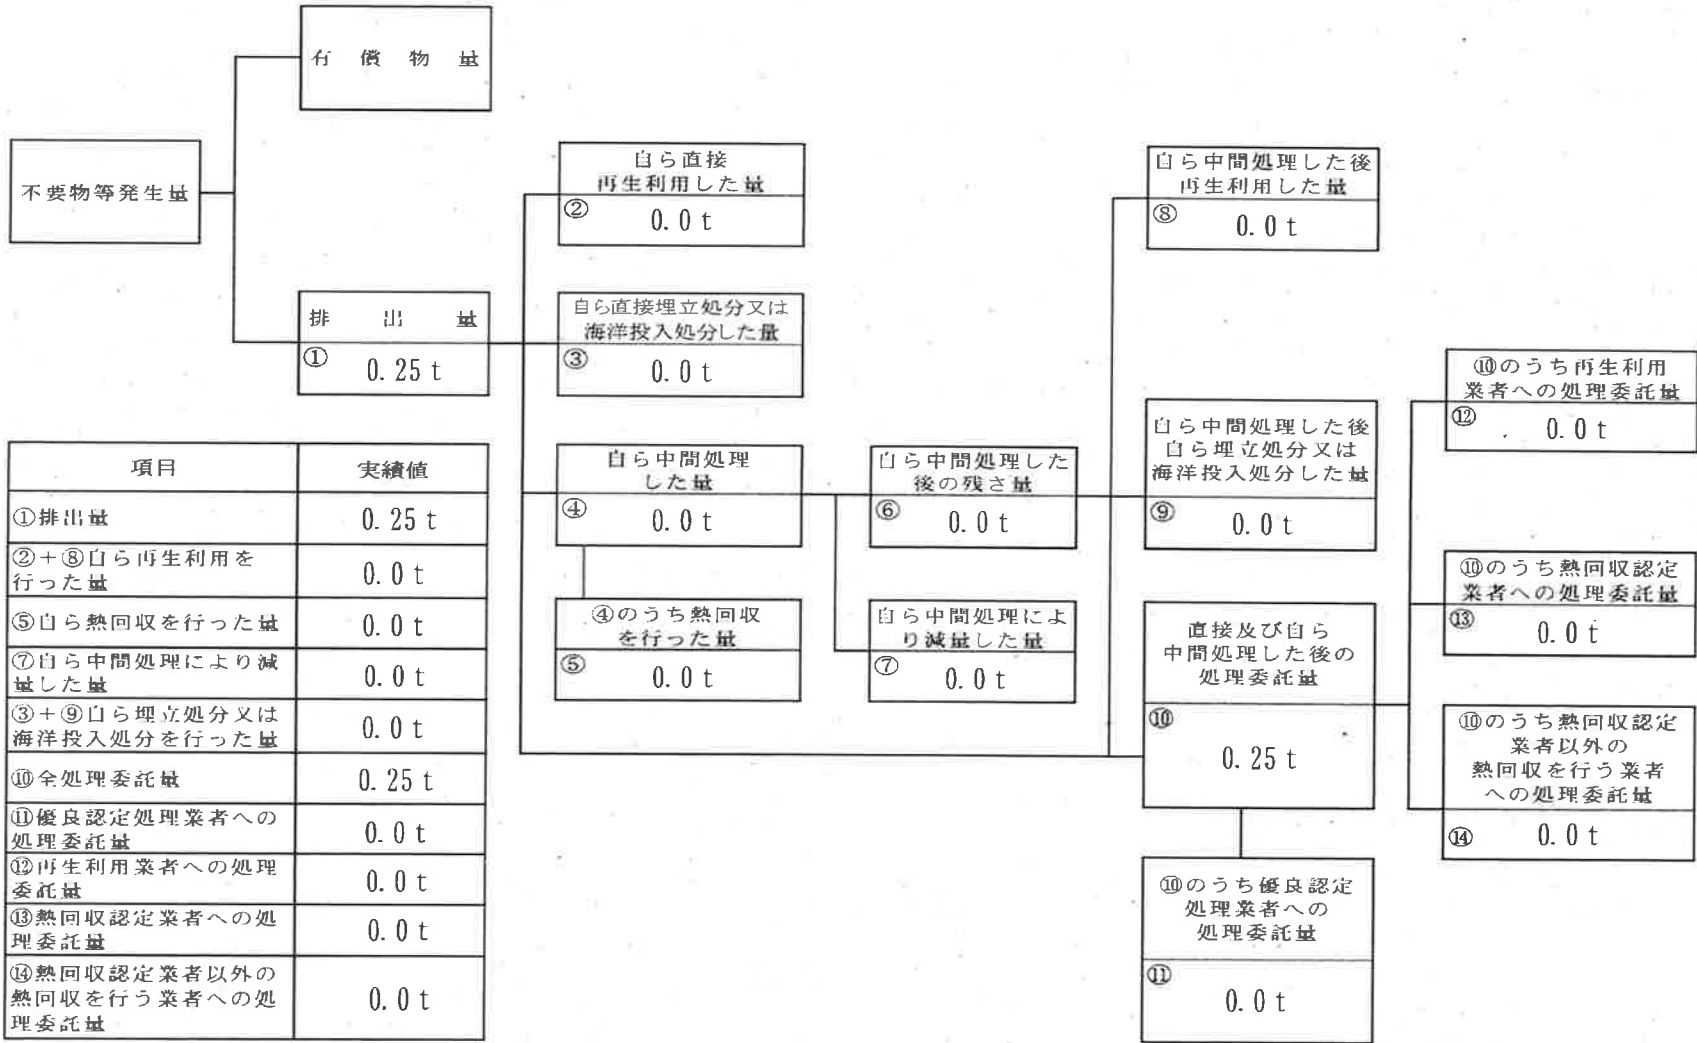 有償物量
不要物等発生量
排出量
① 0.25 t
自ら直接
再生利用した量
② 0.0 t
自ら直接埋立処分又は
海洋投入処分した量
③ 0.0 t
自ら中間処理
した量
④ 0.0 t
④のうち熱回収
を行った量
⑤ 0.0 t
自ら中間処理した
後の残さ量
⑥ 0.0 t
自ら中間処理によ
り減量した量
⑦ 0.0 t
自ら中間処理した後
再生利用した量
⑧ 0.0 t
自ら中間処理した後
自ら埋立処分又は
海洋投入処分した量
⑨ 0.0 t
直接及び自ら
中間処理した後の
処理委託量
⑩ 0.25 t
⑩のうち優良認定
処理業者への
処理委託量
⑪ 0.0 t
⑩のうち再生利用
業者への処理委託量
⑫ 0.0 t
⑩のうち熱回収認定
業者への処理委託量
⑬ 0.0 t
⑩のうち熱回収認定
業者以外の
熱回収を行う業者
への処理委託量
⑭ 0.0 t
項目 実績値
①排出量 0.25 t
②+⑧自ら再生利用を
行った量 0.0 t
⑤自ら熱回収を行った量 0.0 t
⑦自ら中間処理により減
量した量 0.0 t
③+⑨自ら埋立処分又は
海洋投入処分を行った量 0.0 t
⑩全処理委託量 0.25 t
⑪優良認定処理業者への
処理委託量 0.0 t
⑫再生利用業者への処理
委託量 0.0 t
⑬熱回収認定業者への処
理委託量 0.0 t
⑭熱回収認定業者以外の
熱回収を行う業者への処
理委託量 0.0 t